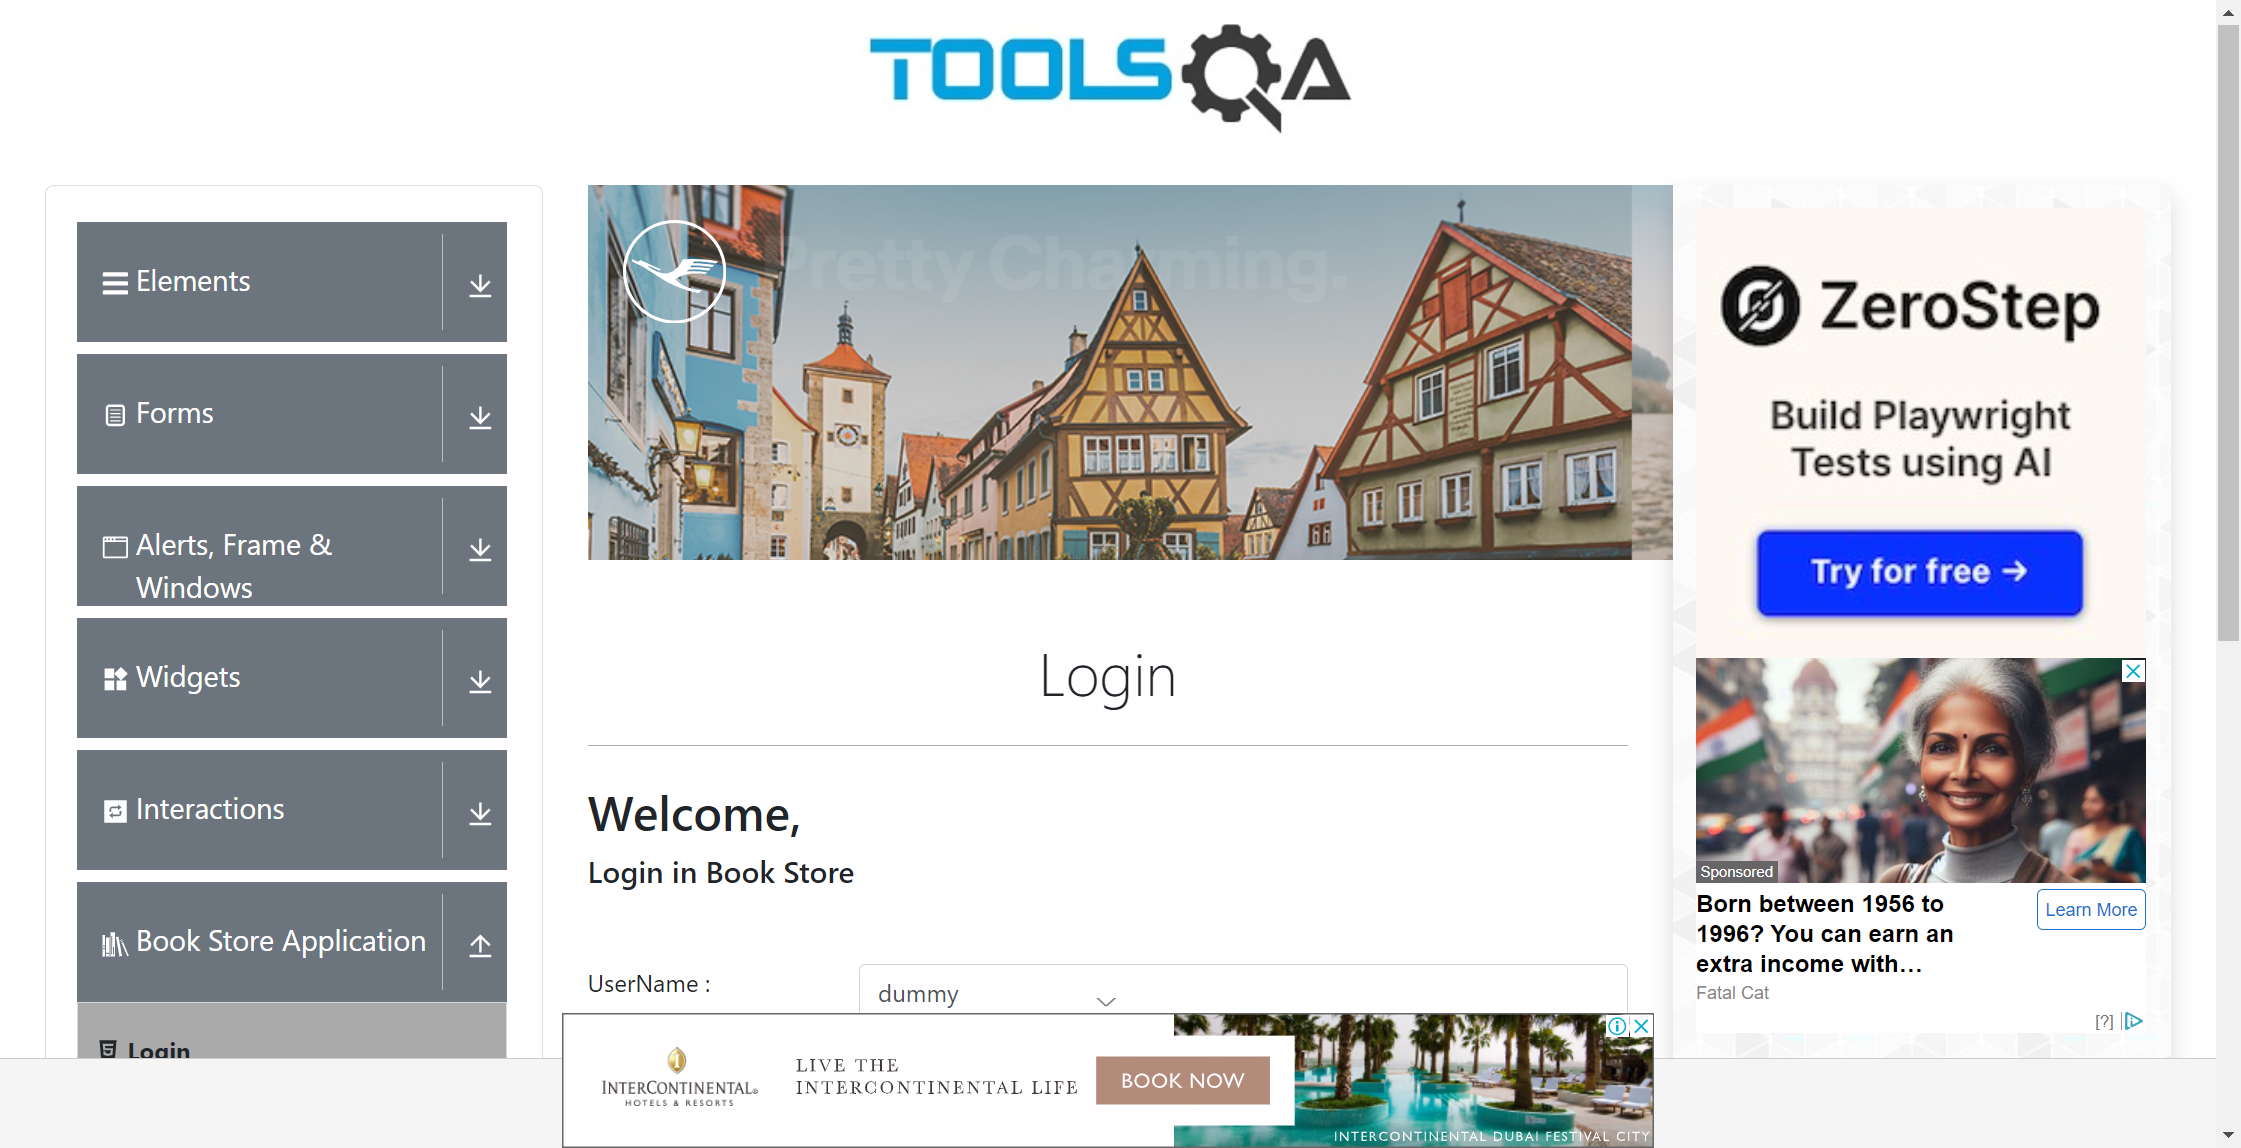 TOOLSQA
Elements
Forms
Alerts, Frame &
Windows
Widgets
Interactions
Book Store Application
Login
Pretty Charming.
Login
Welcome,
Login in Book Store
UserName :
dummy
ZeroStep
Build Playwright
Tests using AI
Try for free →
Sponsored
Born between 1956 to
1996? You can earn an
extra income with...
Learn More
Fatal Cat
[?]
INTERCONTINENTAL®
HOTELS & RESORTS
LIVE THE
INTERCONTINENTAL LIFE
BOOK NOW
INTERCONTINENTAL DUBAI FESTIVAL CITY